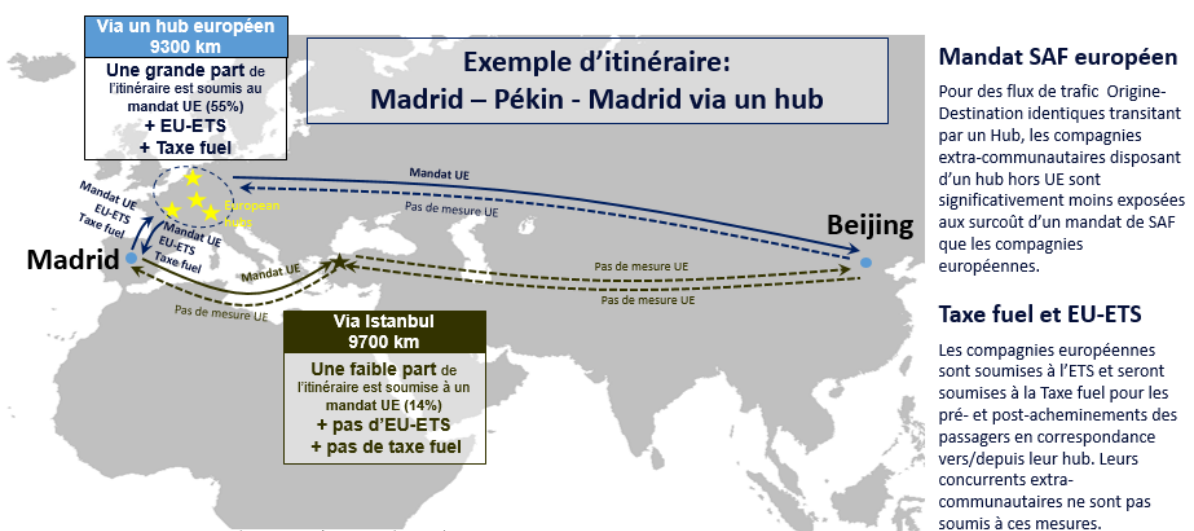 Via un hub européen
9300 km
Une grande part de
l'itinéraire est soumis au
mandat UE (55%)
+ EU-ETS
+ Taxe fuel
Exemple d'itinéraire:
Madrid – Pékin - Madrid via un hub
Mandat UE
EU-ETS
Taxe fuel
Mandat UE
EU-ETS
Taxe fuel
European
hubs
Mandat UE
Pas de mesure UE
Beijing
Madrid
Mandat UE
Pas de mesure UE
Pas de mesure UE
Pas de mesure UE
Via Istanbul
9700 km
Une faible part de
l'itinéraire est soumise à un
mandat UE (14%)
+ pas d'EU-ETS
+ pas de taxe fuel
Mandat SAF européen
Pour des flux de trafic Origine-
Destination identiques transitant
par un Hub, les compagnies
extra-communautaires disposant
d'un hub hors UE sont
significativement moins exposées
aux surcoût d'un mandat de SAF
que les compagnies
européennes.
Taxe fuel et EU-ETS
Les compagnies européennes
sont soumises à l'ETS et seront
soumises à la Taxe fuel pour les
pré- et post-acheminements des
passagers en correspondance
vers/depuis leur hub. Leurs
concurrents extra-
communautaires ne sont pas
soumis à ces mesures.